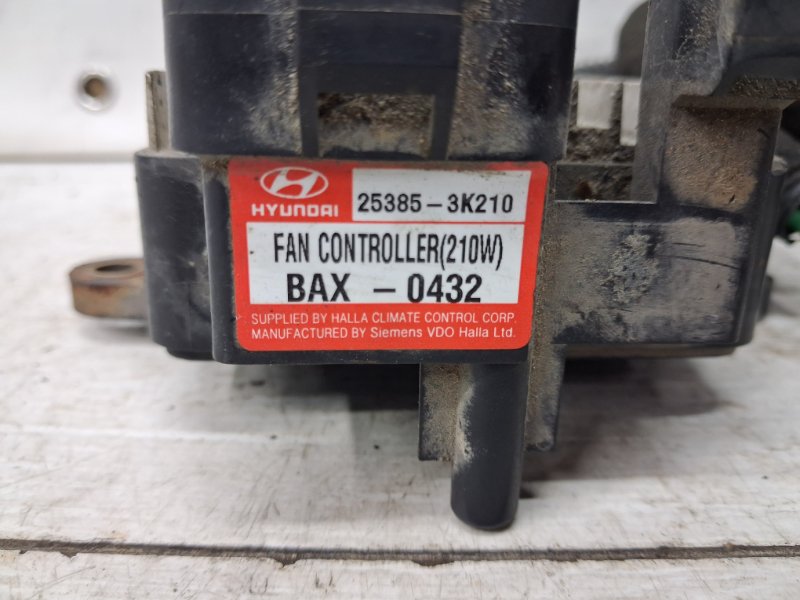 HYUNDAI 25385-3K210
FAN CONTROLLER(210W)
BAX - 0432
SUPPLIED BY HALLA CLIMATE CONTROL CORP.
MANUFACTURED BY Siemens VDO Halla Ltd.